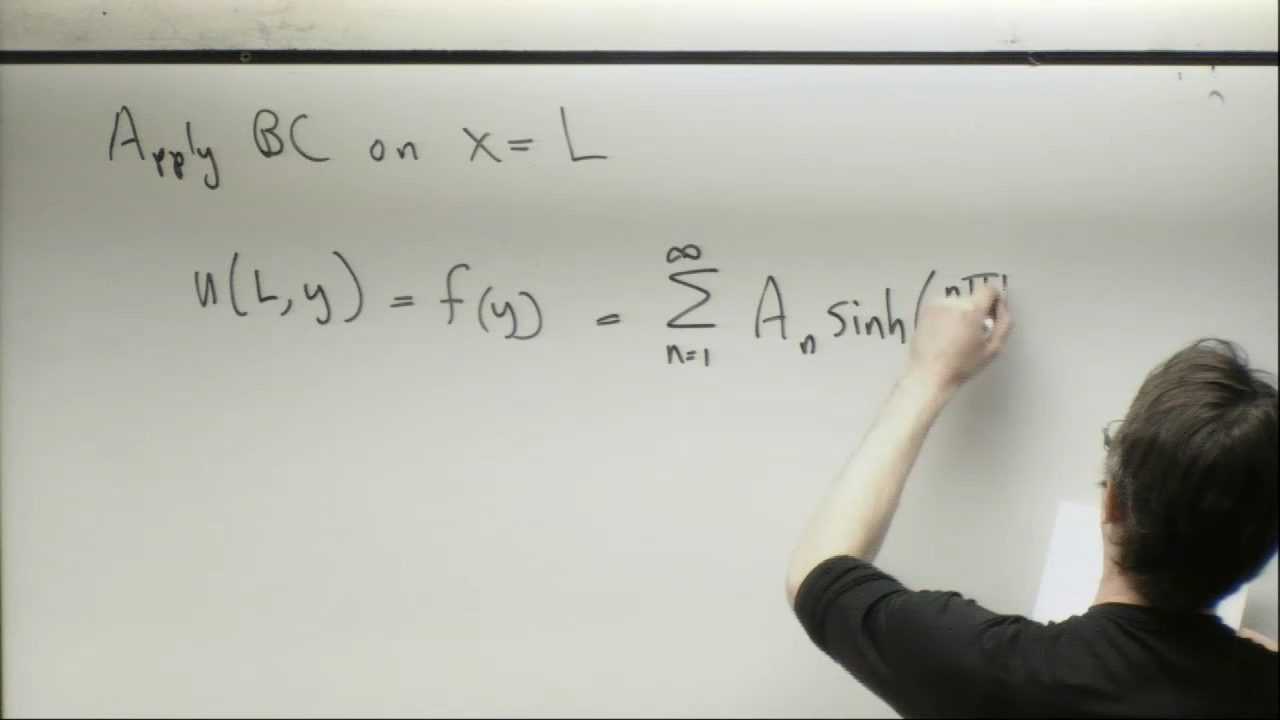 Apply BC on x = L
u(L,y) = f(y) = ∞ ∑ n=1 A_n sinh(nπ